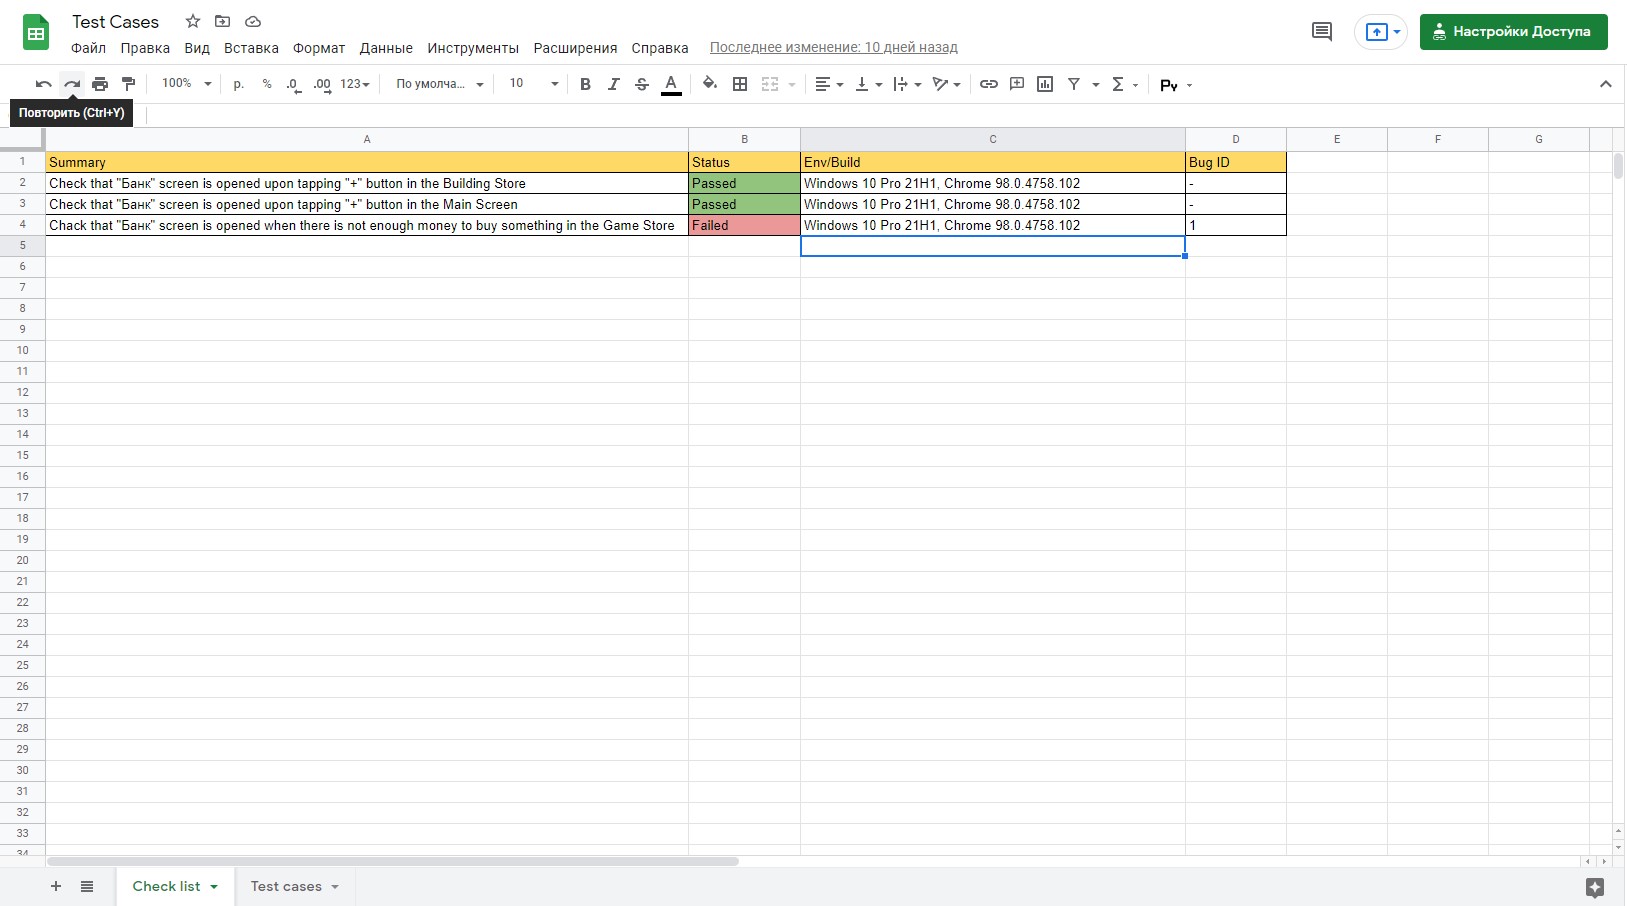 Test Cases
Файл Правка Вид Вставка Формат Данные Инструменты Расширения Справка Последнее изменение: 10 дней назад
Настройки Доступа
100% р. % .0 .00 123 По умолча... 10 B I S A Σ Py
Повторить (Ctrl+Y)
A B C D E F G
1 Summary Status Env/Build Bug ID
2 Check that "Банк" screen is opened upon tapping "+" button in the Building Store Passed Windows 10 Pro 21H1, Chrome 98.0.4758.102 -
3 Check that "Банк" screen is opened upon tapping "+" button in the Main Screen Passed Windows 10 Pro 21H1, Chrome 98.0.4758.102 -
4 Chack that "Банк" screen is opened when there is not enough money to buy something in the Game Store Failed Windows 10 Pro 21H1, Chrome 98.0.4758.102 1
5
6
7
8
9
10
11
12
13
14
15
16
17
18
19
20
21
22
23
24
25
26
27
28
29
30
31
32
33
34
Check list Test cases